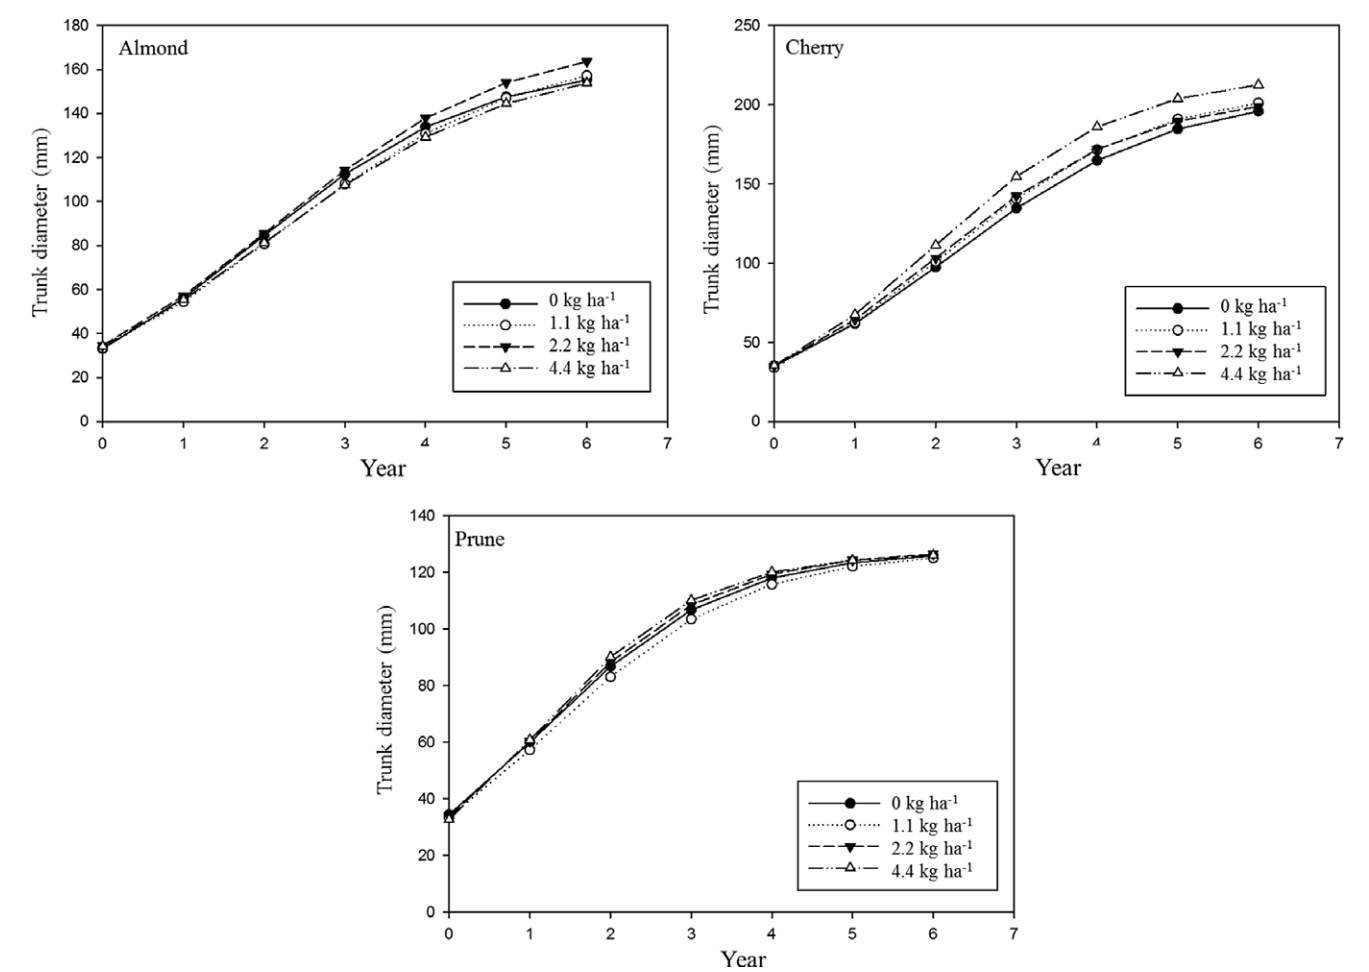 Almond
Trunk diameter (mm)
180
160
140
120
100
80
60
40
20
0
0 kg ha-1
1.1 kg ha-1
2.2 kg ha-1
4.4 kg ha-1
0 1 2 3 4 5 6 7
Year
Cherry
Trunk diameter (mm)
250
200
150
100
50
0
0 kg ha-1
1.1 kg ha-1
2.2 kg ha-1
4.4 kg ha-1
0 1 2 3 4 5 6 7
Year
Prune
Trunk diameter (mm)
140
120
100
80
60
40
20
0
0 kg ha-1
1.1 kg ha-1
2.2 kg ha-1
4.4 kg ha-1
0 1 2 3 4 5 6 7
Year